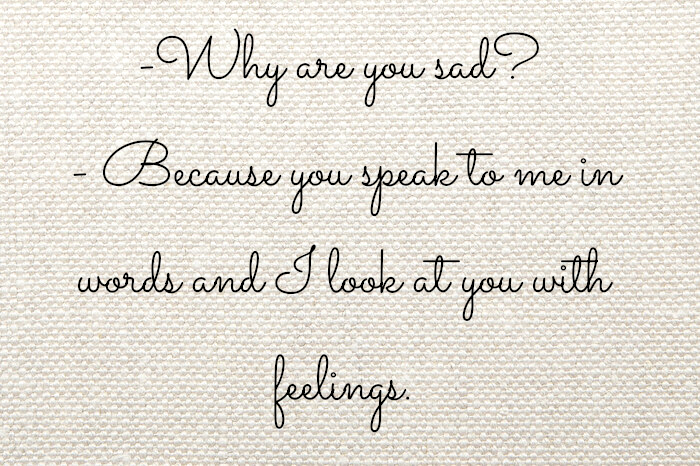 -Why are you sad?
- Because you speak to me in
words and I look at you with
feelings.